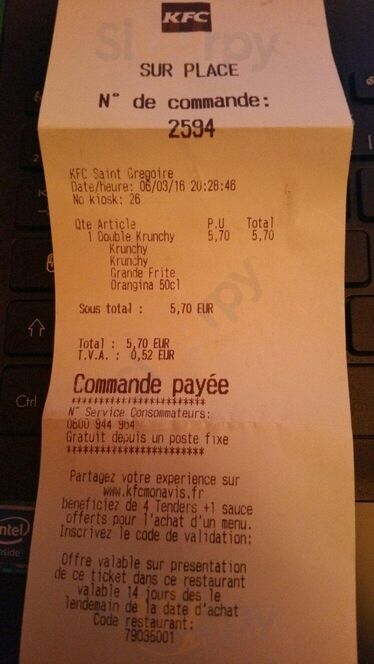 KFC
SUR PLACE
N° de commande:
2594
KFC Saint Gregoire
Date/heure: 06/03/16 20:28:46
No kiosk: 26
Qte Article P.U Total
1 Double Krunchy 5,70 5,70
Krunchy
Krunchy
Grande Frite
Orangina 50cl
Sous total : 5,70 EUR
Total : 5,70 EUR
T.V.A. : 0,52 EUR
Commande payée
************************
N° Service Consommateurs:
0800 944 964
Gratuit depuis un poste fixe
************************
Partagez votre experience sur
www.kfcmonavis.fr
beneficiez de 4 Tenders +1 sauce
offerts pour l'achat d'un menu.
Inscrivez le code de validation:
Offre valable sur presentation
de ce ticket dans ce restaurant
valable 14 jours des le
lendemain de la date d'achat
Code restaurant:
79035001
Ctrl
intel
inside